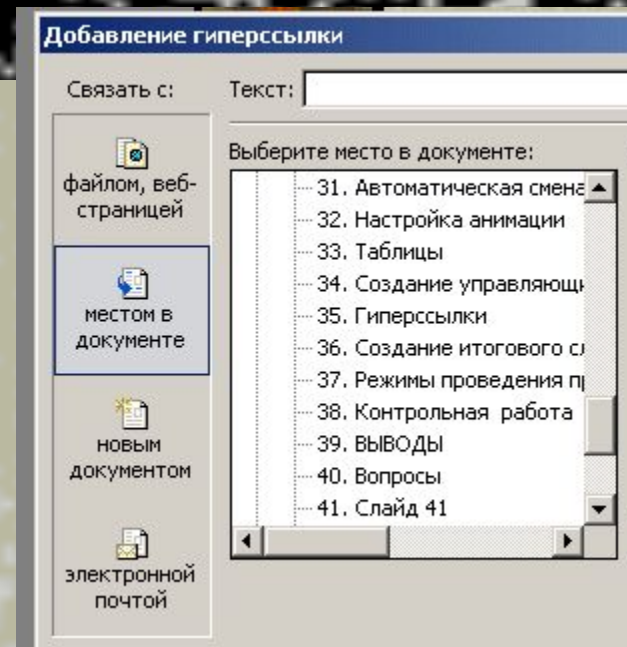 Добавление гиперссылки
Связать с:
Текст:
файлом, веб-
страницей
местом в
документе
новым
документом
электронной
почтой
Выберите место в документе:
31. Автоматическая смена
32. Настройка анимации
33. Таблицы
34. Создание управляющ
35. Гиперссылки
36. Создание итогового с
37. Режимы проведения п
38. Контрольная работа
39. ВЫВОДЫ
40. Вопросы
41. Слайд 41